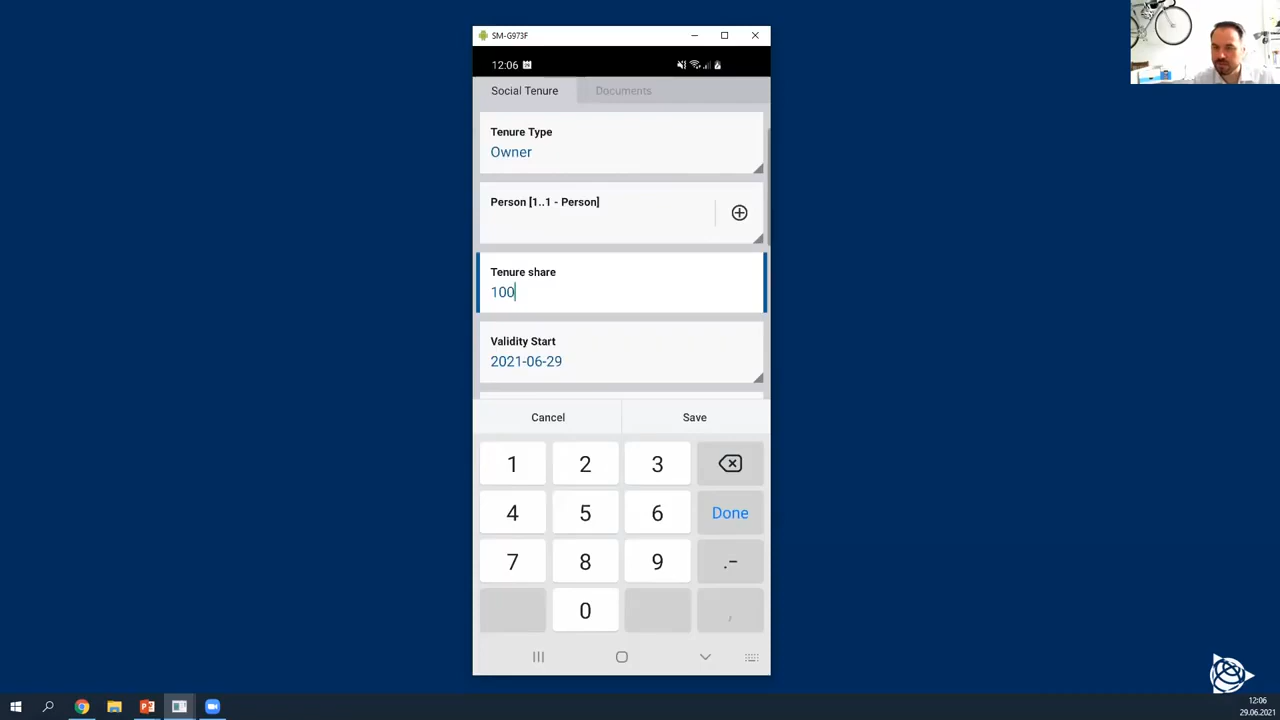 SM-G973F
12:06
Social Tenure
Documents
Tenure Type
Owner
Person [1..1 - Person]
Tenure share
100
Validity Start
2021-06-29
Cancel
Save
1
2
3
4
5
6
Done
7
8
9
.-
0
,
12:06
29.06.2021